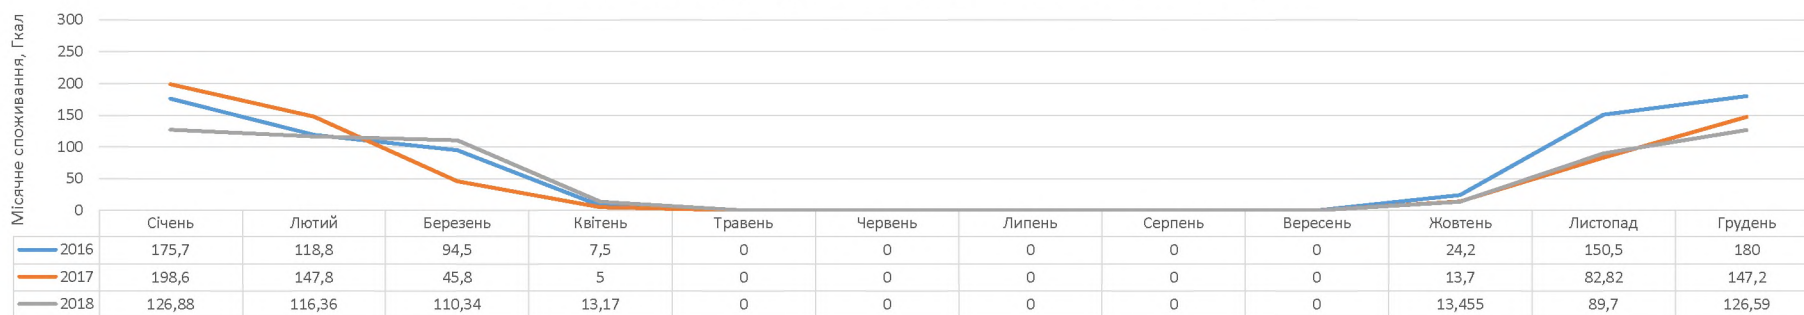 Місячне споживання, Гкал
300
250
200
150
100
50
0
Січень Лютий Березень Квітень Травень Червень Липень Серпень Вересень Жовтень Листопад Грудень
2016 175,7 118,8 94,5 7,5 0 0 0 0 0 24,2 150,5 180
2017 198,6 147,8 45,8 5 0 0 0 0 0 13,7 82,82 147,2
2018 126,88 116,36 110,34 13,17 0 0 0 0 0 13,455 89,7 126,59